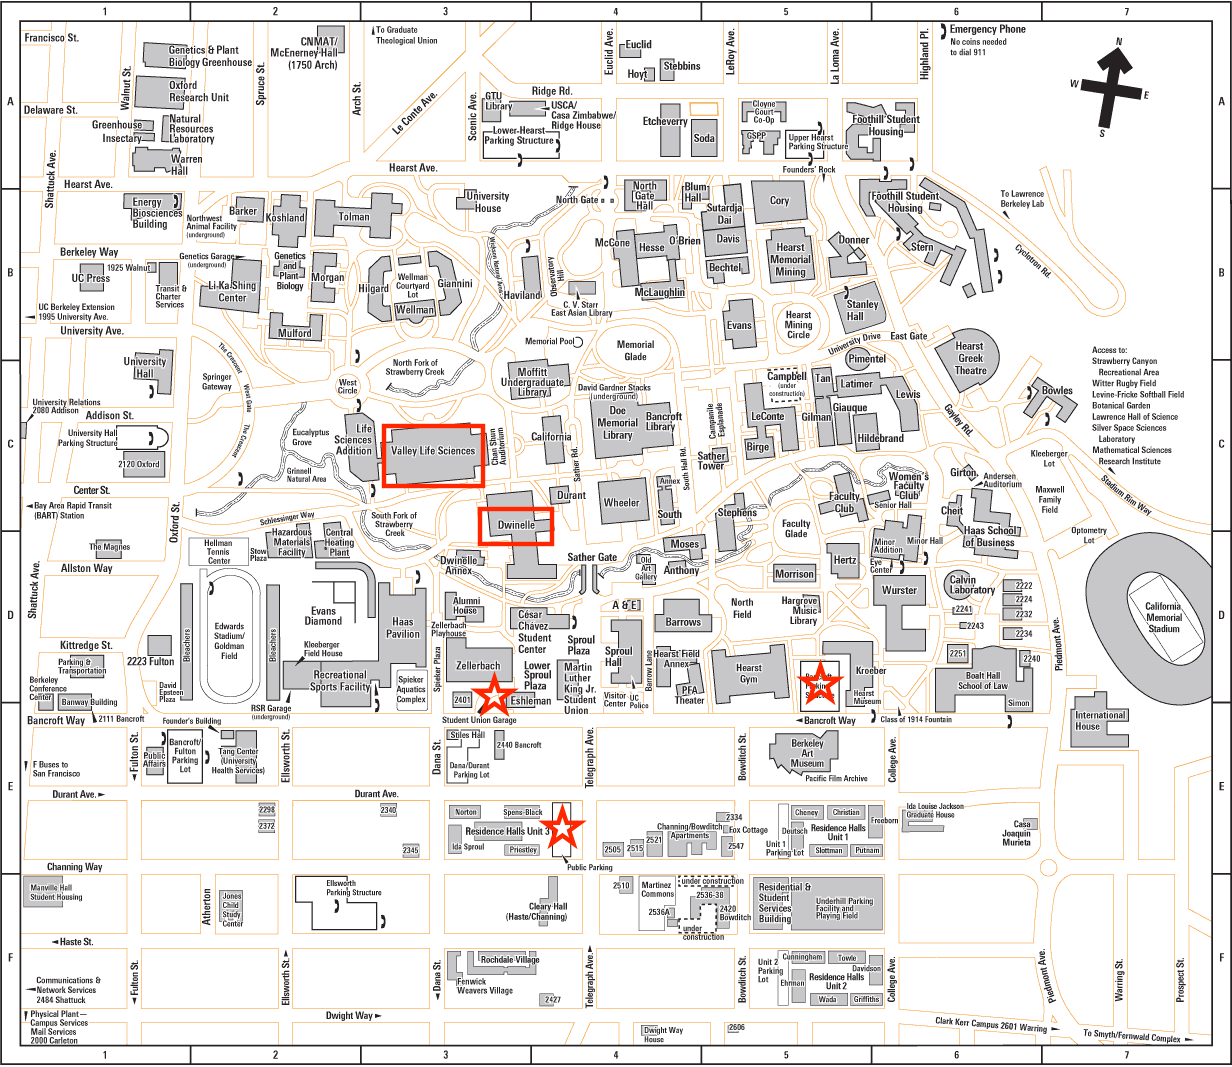 1 2 3 4 5 6 7
Francisco St.
Genetics & Plant
Biology Greenhouse
CNMAT/
McEnerney Hall
(1750 Arch)
To Graduate
Theological Union
Euclid
Hoyt
Stebbins
Euclid Ave.
LeRoy Ave.
La Loma Ave.
Highland Pl.
Emergency Phone
No coins needed
to dial 911
N
W E
S
A
Walnut St.
Oxford
Research Unit
Spruce St.
Arch St.
Le Conte Ave.
Scenic Ave.
Ridge Rd.
GTU
Library
USCA/
Casa Zimbabwe/
Ridge House
Lower Hearst
Parking Structure
Etcheverry
Soda
Cloyne
Court
Co-Op
GSPP
Upper Hearst
Parking Structure
Foothill Student
Housing
A
Delaware St.
Greenhouse
Insectary
Natural
Resources
Laboratory
Warren
Hall
Shattuck Ave.
Hearst Ave.
Founders' Rock
Hearst Ave.
Energy
Biosciences
Building
Northwest
Animal Facility
(underground)
Barker
Koshland
Tolman
University
House
North Gate
North
Gate
Hall
Blum
Hall
Sutardja
Dai
Cory
Foothill Student
Housing
Stern
To Lawrence
Berkeley Lab
Cyclotron Rd.
B
Berkeley Way
1925 Walnut
UC Press
Transit &
Charter
Services
Genetics Garage
(underground)
Li Ka Shing
Center
Genetics
and
Plant
Biology
Morgan
Hilgard
Wellman
Courtyard
Lot
Giannini
Wellman
Haviland
Observatory
Hill
C. V. Starr
East Asian Library
McCone
Hesse
O'Brien
McLaughlin
Davis
Bechtel
Hearst
Memorial
Mining
Donner
Stanley
Hall
B
UC Berkeley Extension
1995 University Ave.
University Ave.
Mulford
Memorial Pool
Memorial
Glade
Evans
Hearst
Mining
Circle
University Drive
East Gate
Pimentel
Hearst
Greek
Theatre
University
Hall
The Crescent
Springer
Gateway
West Gate
The Crescent
West
Circle
North Fork of
Strawberry Creek
Moffitt
Undergraduate
Library
David Gardner Stacks
(underground)
Doe
Memorial
Library
Bancroft
Library
Campanile
Esplanade
Campbell
(under
construction)
Tan
Latimer
Lewis
LeConte
Gilman
Giauque
Hildebrand
Birge
Gayley Rd.
Bowles
Access to:
Strawberry Canyon
Recreational Area
Witter Rugby Field
Levine-Fricke Softball Field
Botanical Garden
Lawrence Hall of Science
Silver Space Sciences
Laboratory
Mathematical Sciences
Research Institute
C
University Relations
2080 Addison
Addison St.
University Hall
Parking Structure
2120 Oxford
Eucalyptus
Grove
Grinnell
Natural Area
Life
Sciences
Addition
Valley Life Sciences
Chan Shun
Auditorium
California
Sather Rd.
Sather
Tower
South Hall Rd.
C
Center St.
Bay Area Rapid
Transit
(BART) Station
Oxford St.
Schlessinger Way
South Fork of
Strawberry
Creek
Dwinelle
Durant
Wheeler
Annex
South
Stephens
Faculty
Glade
Faculty
Club
Women's
Faculty
Club
Senior Hall
Girton
Andersen
Auditorium
Cheit
Haas School
of Business
Kleeberger
Lot
Maxwell
Family
Field
Stadium Rim Way
Optometry
Lot
The Magnes
Allston Way
Hellman
Tennis
Center
Stow
Plaza
Hazardous
Materials
Facility
Central
Heating
Plant
Dwinelle
Annex
Sather Gate
Old
Art
Gallery
Moses
Anthony
Morrison
Hertz
Minor
Addition
Minor Hall
Eye
Center
Wurster
Calvin
Laboratory
2222
2224
2232
2234
2241
2243
2251
2240
California
Memorial
Stadium
D
Shattuck Ave.
Bleachers
Edwards
Stadium/
Goldman
Field
Bleachers
Evans
Diamond
Kleeberger
Field House
Haas
Pavilion
Recreational
Sports Facility
Alumni
House
Zellerbach
Playhouse
Zellerbach
César
Chávez
Student
Center
Sproul
Plaza
Lower
Sproul
Plaza
Martin
Luther
King Jr.
Student
Union
A & E
Sproul
Hall
Barrows
Barrow Lane
Hearst Field
Annex
North
Field
Hargrove
Music
Library
Hearst
Gym
Kroeber
Hearst
Museum
Boalt Hall
School of Law
Simon
Piedmont Ave.
D
Kittredge St.
2223 Fulton
Parking &
Transportation
Berkeley
Conference
Center
Banway Building
David
Epsteen
Plaza
RSR Garage
(underground)
Spieker
Aquatics
Complex
Spieker Plaza
2401
Eshleman
Visitor
Center
UC
Police
PFA
Theater
Bancroft Way
2111 Bancroft
Founder's Building
Student Union Garage
Bancroft Way
Class of 1914 Fountain
International
House
E
F Buses to
San Francisco
Fulton St.
Public
Affairs
Bancroft/
Fulton
Parking
Lot
Tang Center
(University
Health Services)
Ellsworth St.
Dana St.
Stiles Hall
2440 Bancroft
Dana/Durant
Parking Lot
Telegraph Ave.
Bowditch St.
Berkeley
Art
Museum
Pacific Film Archive
College Ave.
E
Durant Ave.
Durant Ave.
2298
2372
2340
2345
Norton
Spens-Black
Residence Halls Unit 3
Ida Sproul
Priestley
Public Parking
2505
2515
2521
Channing/Bowditch
Apartments
2334
Fox Cottage
2547
Cheney
Christian
Deutsch
Residence Halls
Unit 1
Freeborn
Unit 1
Parking Lot
Slottman
Putnam
Ida Louise Jackson
Graduate House
Casa
Joaquin
Murieta
Channing Way
Manville Hall
Student Housing
Atherton
Jones
Child
Study
Center
Ellsworth
Parking Structure
Cleary Hall
(Haste/Channing)
2510
Martinez
Commons
2536A
under construction
2536-38
2420
Bowditch
under
construction
Residential &
Student
Services
Building
Underhill Parking
Facility and
Playing Field
Haste St.
F
Communications &
Network Services
2484 Shattuck
Fulton St.
Ellsworth St.
Dana St.
Rochdale Village
Fenwick
Weavers Village
2427
Telegraph Ave.
Bowditch St.
Unit 2
Parking
Lot
Cunningham
Towle
Davidson
Ehrman
Residence Halls
Unit 2
Wada
Griffiths
College Ave.
Piedmont Ave.
Warring St.
Prospect St.
F
Physical Plant—
Campus Services
Mail Services
2000 Carleton
Dwight Way
Dwight Way
House
2606
Clark Kerr Campus 2601 Warring
To Smyth/Fernwald Complex
1 2 3 4 5 6 7